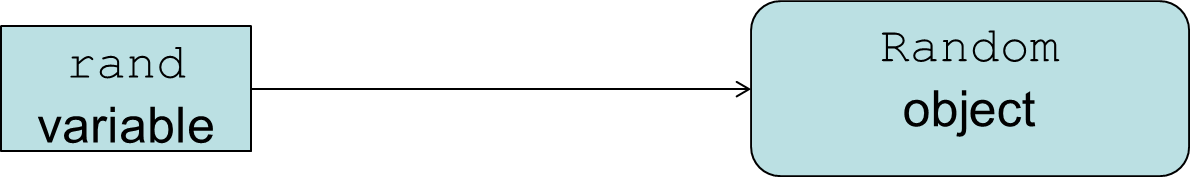 rand
variable
Random
object